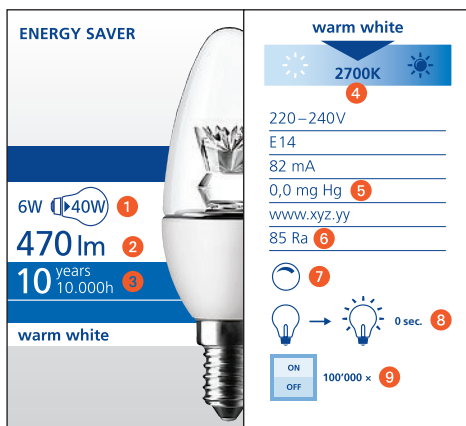 ENERGY SAVER
6W 40W 1
470 lm 2
10 years 10.000h 3
warm white
warm white
2700K
4
220–240V
E14
82 mA
0,0 mg Hg 5
www.xyz.yy
85 Ra 6
7
0 sec. 8
ON
OFF
100'000 × 9